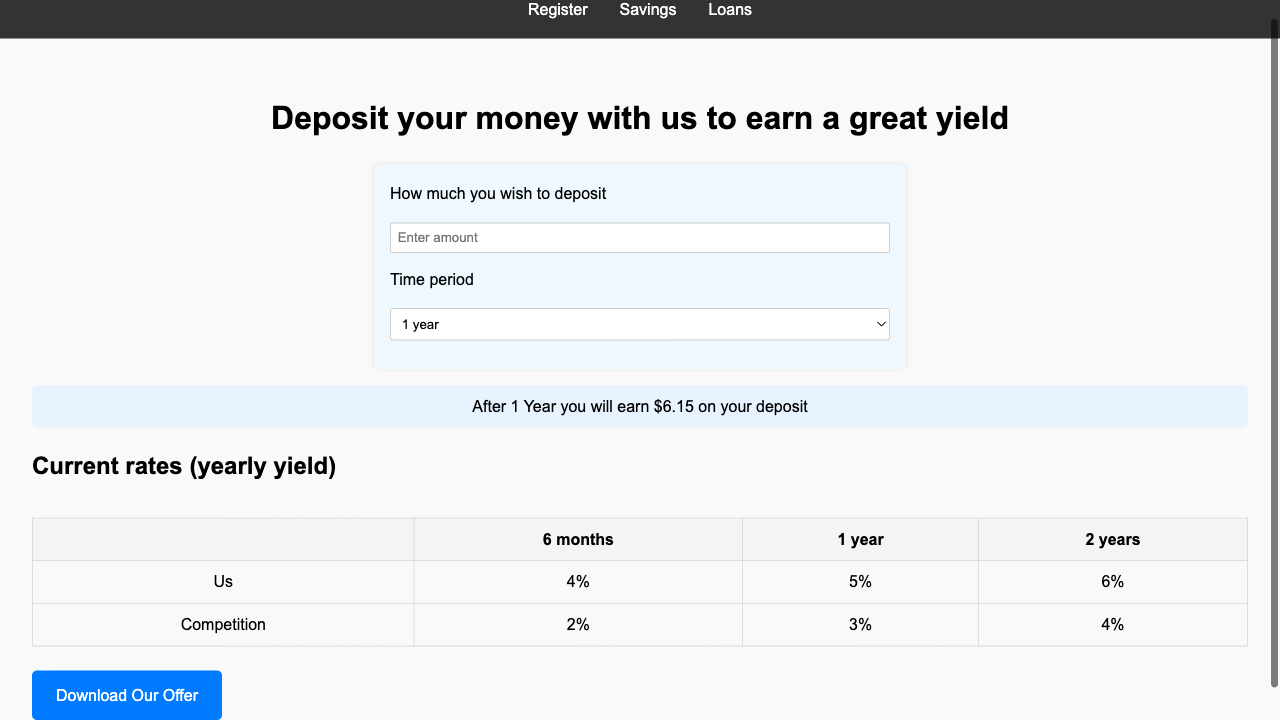 Register Savings Loans
Deposit your money with us to earn a great yield
How much you wish to deposit
Enter amount
Time period
1 year
After 1 Year you will earn $6.15 on your deposit
Current rates (yearly yield)
6 months 1 year 2 years
Us 4% 5% 6%
Competition 2% 3% 4%
Download Our Offer